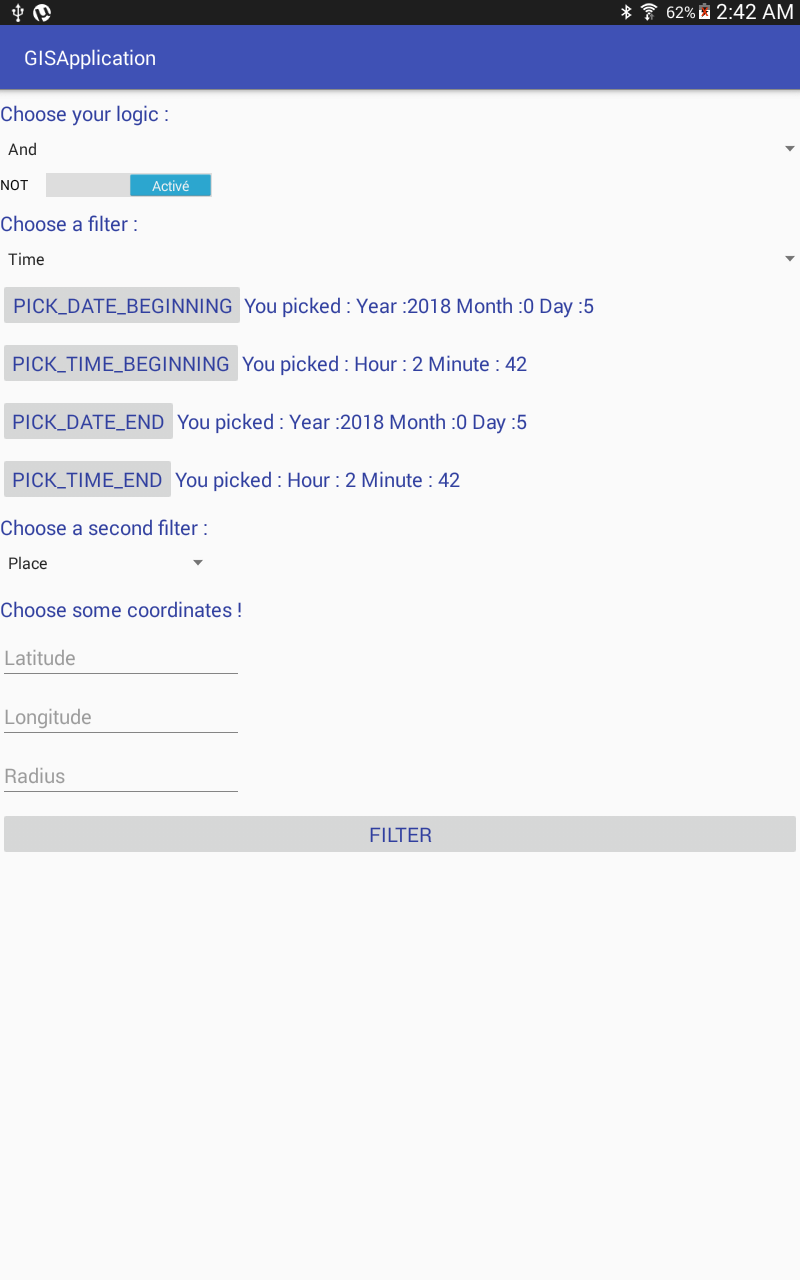 62% 2:42 AM
GISApplication
Choose your logic :
And
NOT Activé
Choose a filter :
Time
PICK_DATE_BEGINNING You picked : Year :2018 Month :0 Day :5
PICK_TIME_BEGINNING You picked : Hour : 2 Minute : 42
PICK_DATE_END You picked : Year :2018 Month :0 Day :5
PICK_TIME_END You picked : Hour : 2 Minute : 42
Choose a second filter :
Place
Choose some coordinates !
Latitude
Longitude
Radius
FILTER